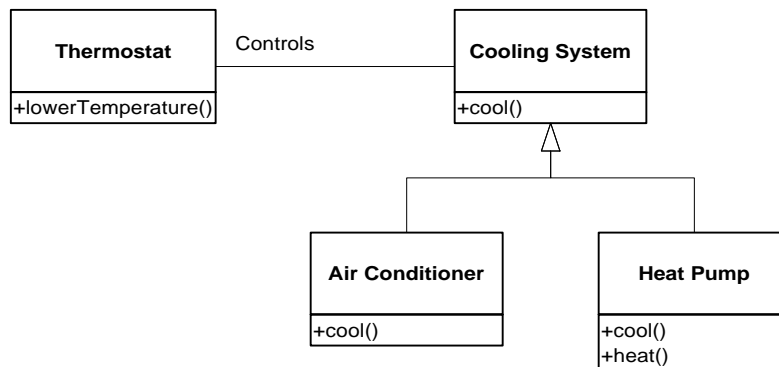 Thermostat
Controls
Cooling System
+lowerTemperature()
+cool()
Air Conditioner
Heat Pump
+cool()
+cool()
+heat()